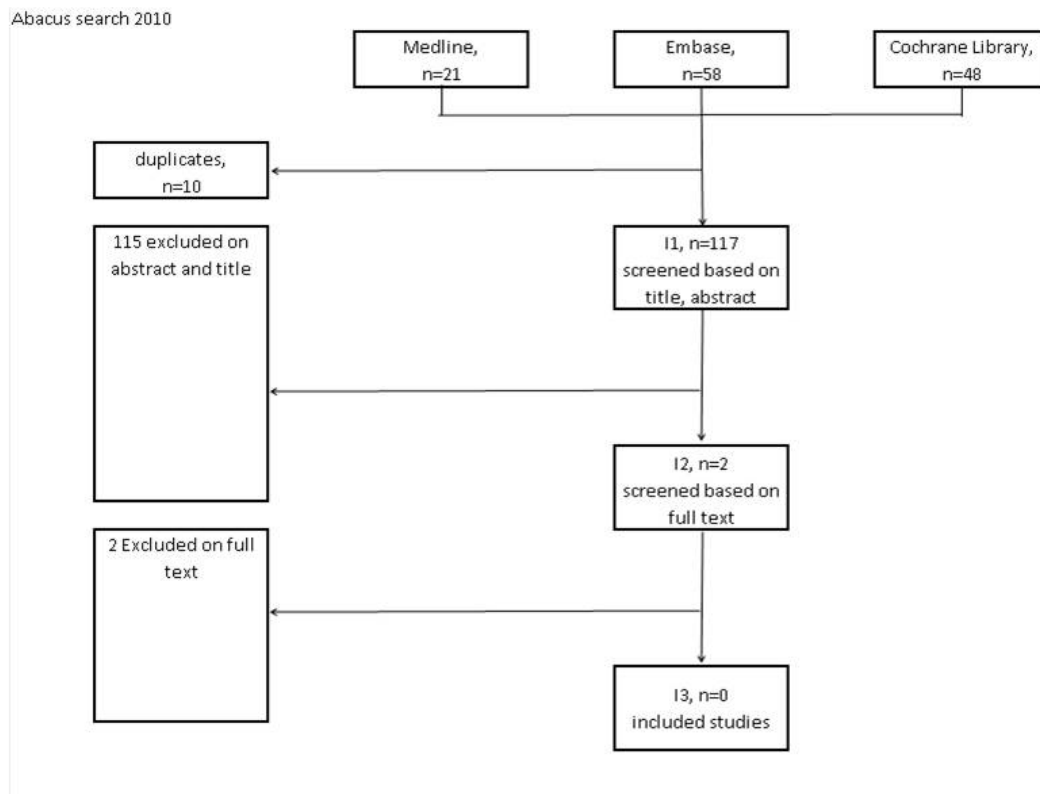 Abacus search 2010
Medline,
n=21
Embase,
n=58
Cochrane Library,
n=48
duplicates,
n=10
115 excluded on
abstract and title
I1, n=117
screened based on
title, abstract
I2, n=2
screened based on
full text
2 Excluded on full
text
I3, n=0
included studies